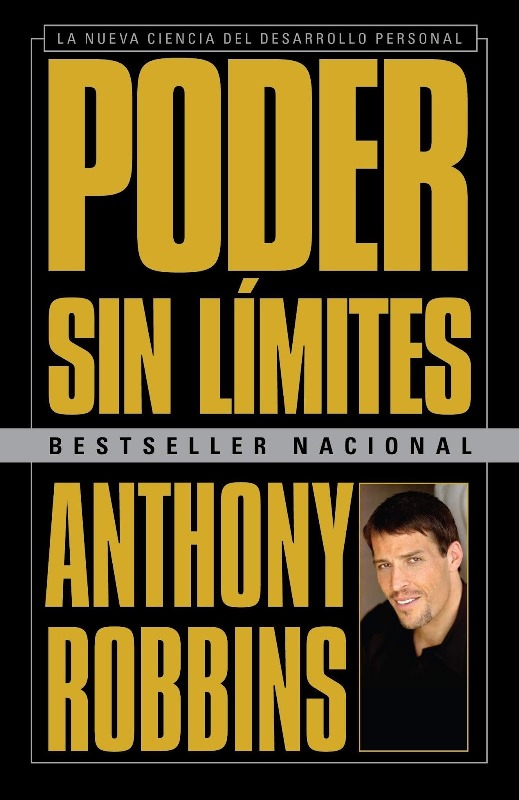 LA NUEVA CIENCIA DEL DESARROLLO PERSONAL
PODER
SIN LÍMITES
BESTSELLER NACIONAL
ANTHONY
ROBBINS